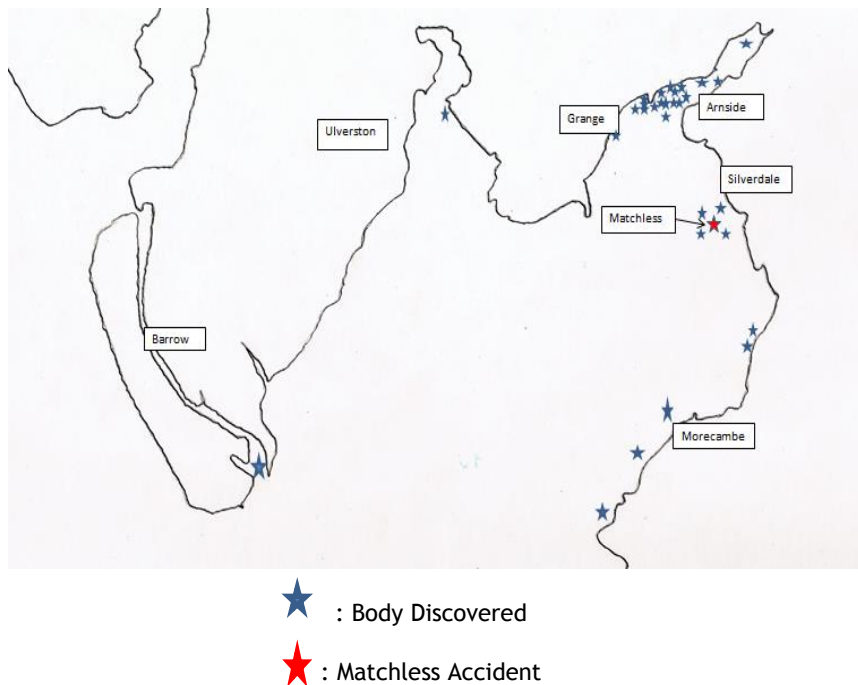 Arnside
Grange
Ulverston
Silverdale
Matchless
Barrow
Morecambe
: Body Discovered
: Matchless Accident